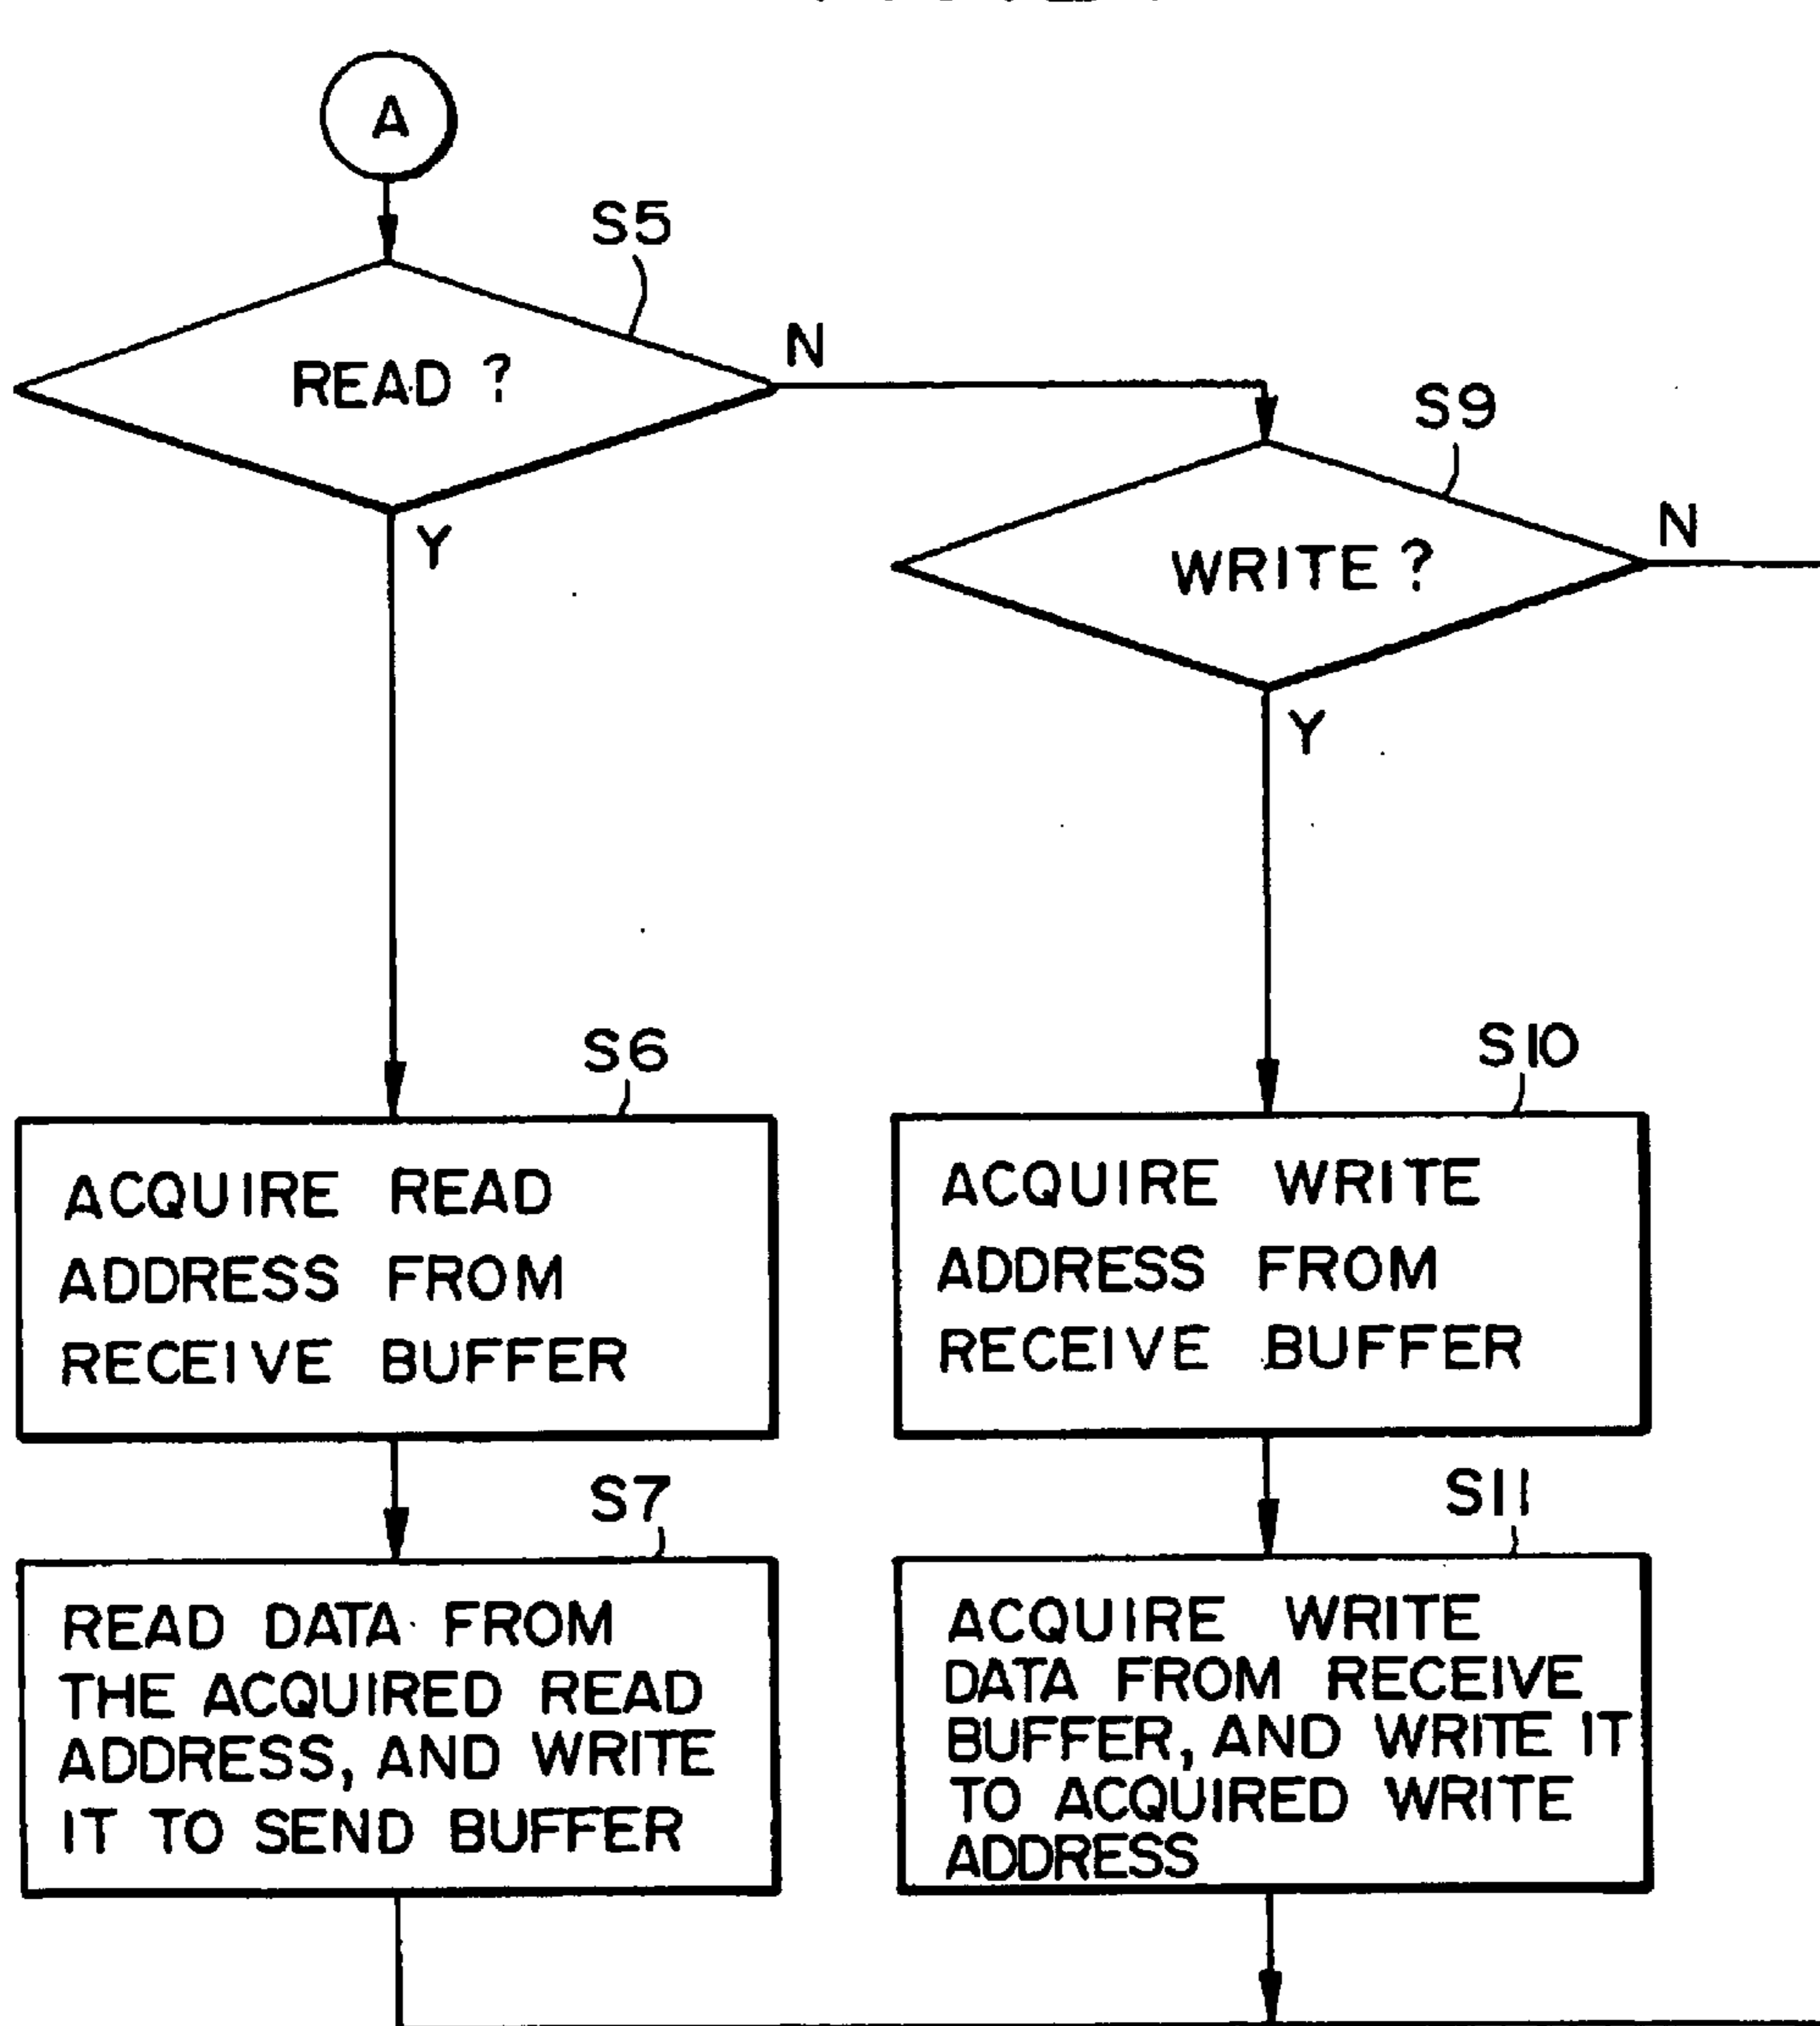 A
S5
READ ?
N
S9
WRITE ?
N
Y
Y
S6
ACQUIRE READ
ADDRESS FROM
RECEIVE BUFFER
S10
ACQUIRE WRITE
ADDRESS FROM
RECEIVE BUFFER
S7
READ DATA FROM
THE ACQUIRED READ
ADDRESS, AND WRITE
IT TO SEND BUFFER
S11
ACQUIRE WRITE
DATA FROM RECEIVE
BUFFER, AND WRITE IT
TO ACQUIRED WRITE
ADDRESS